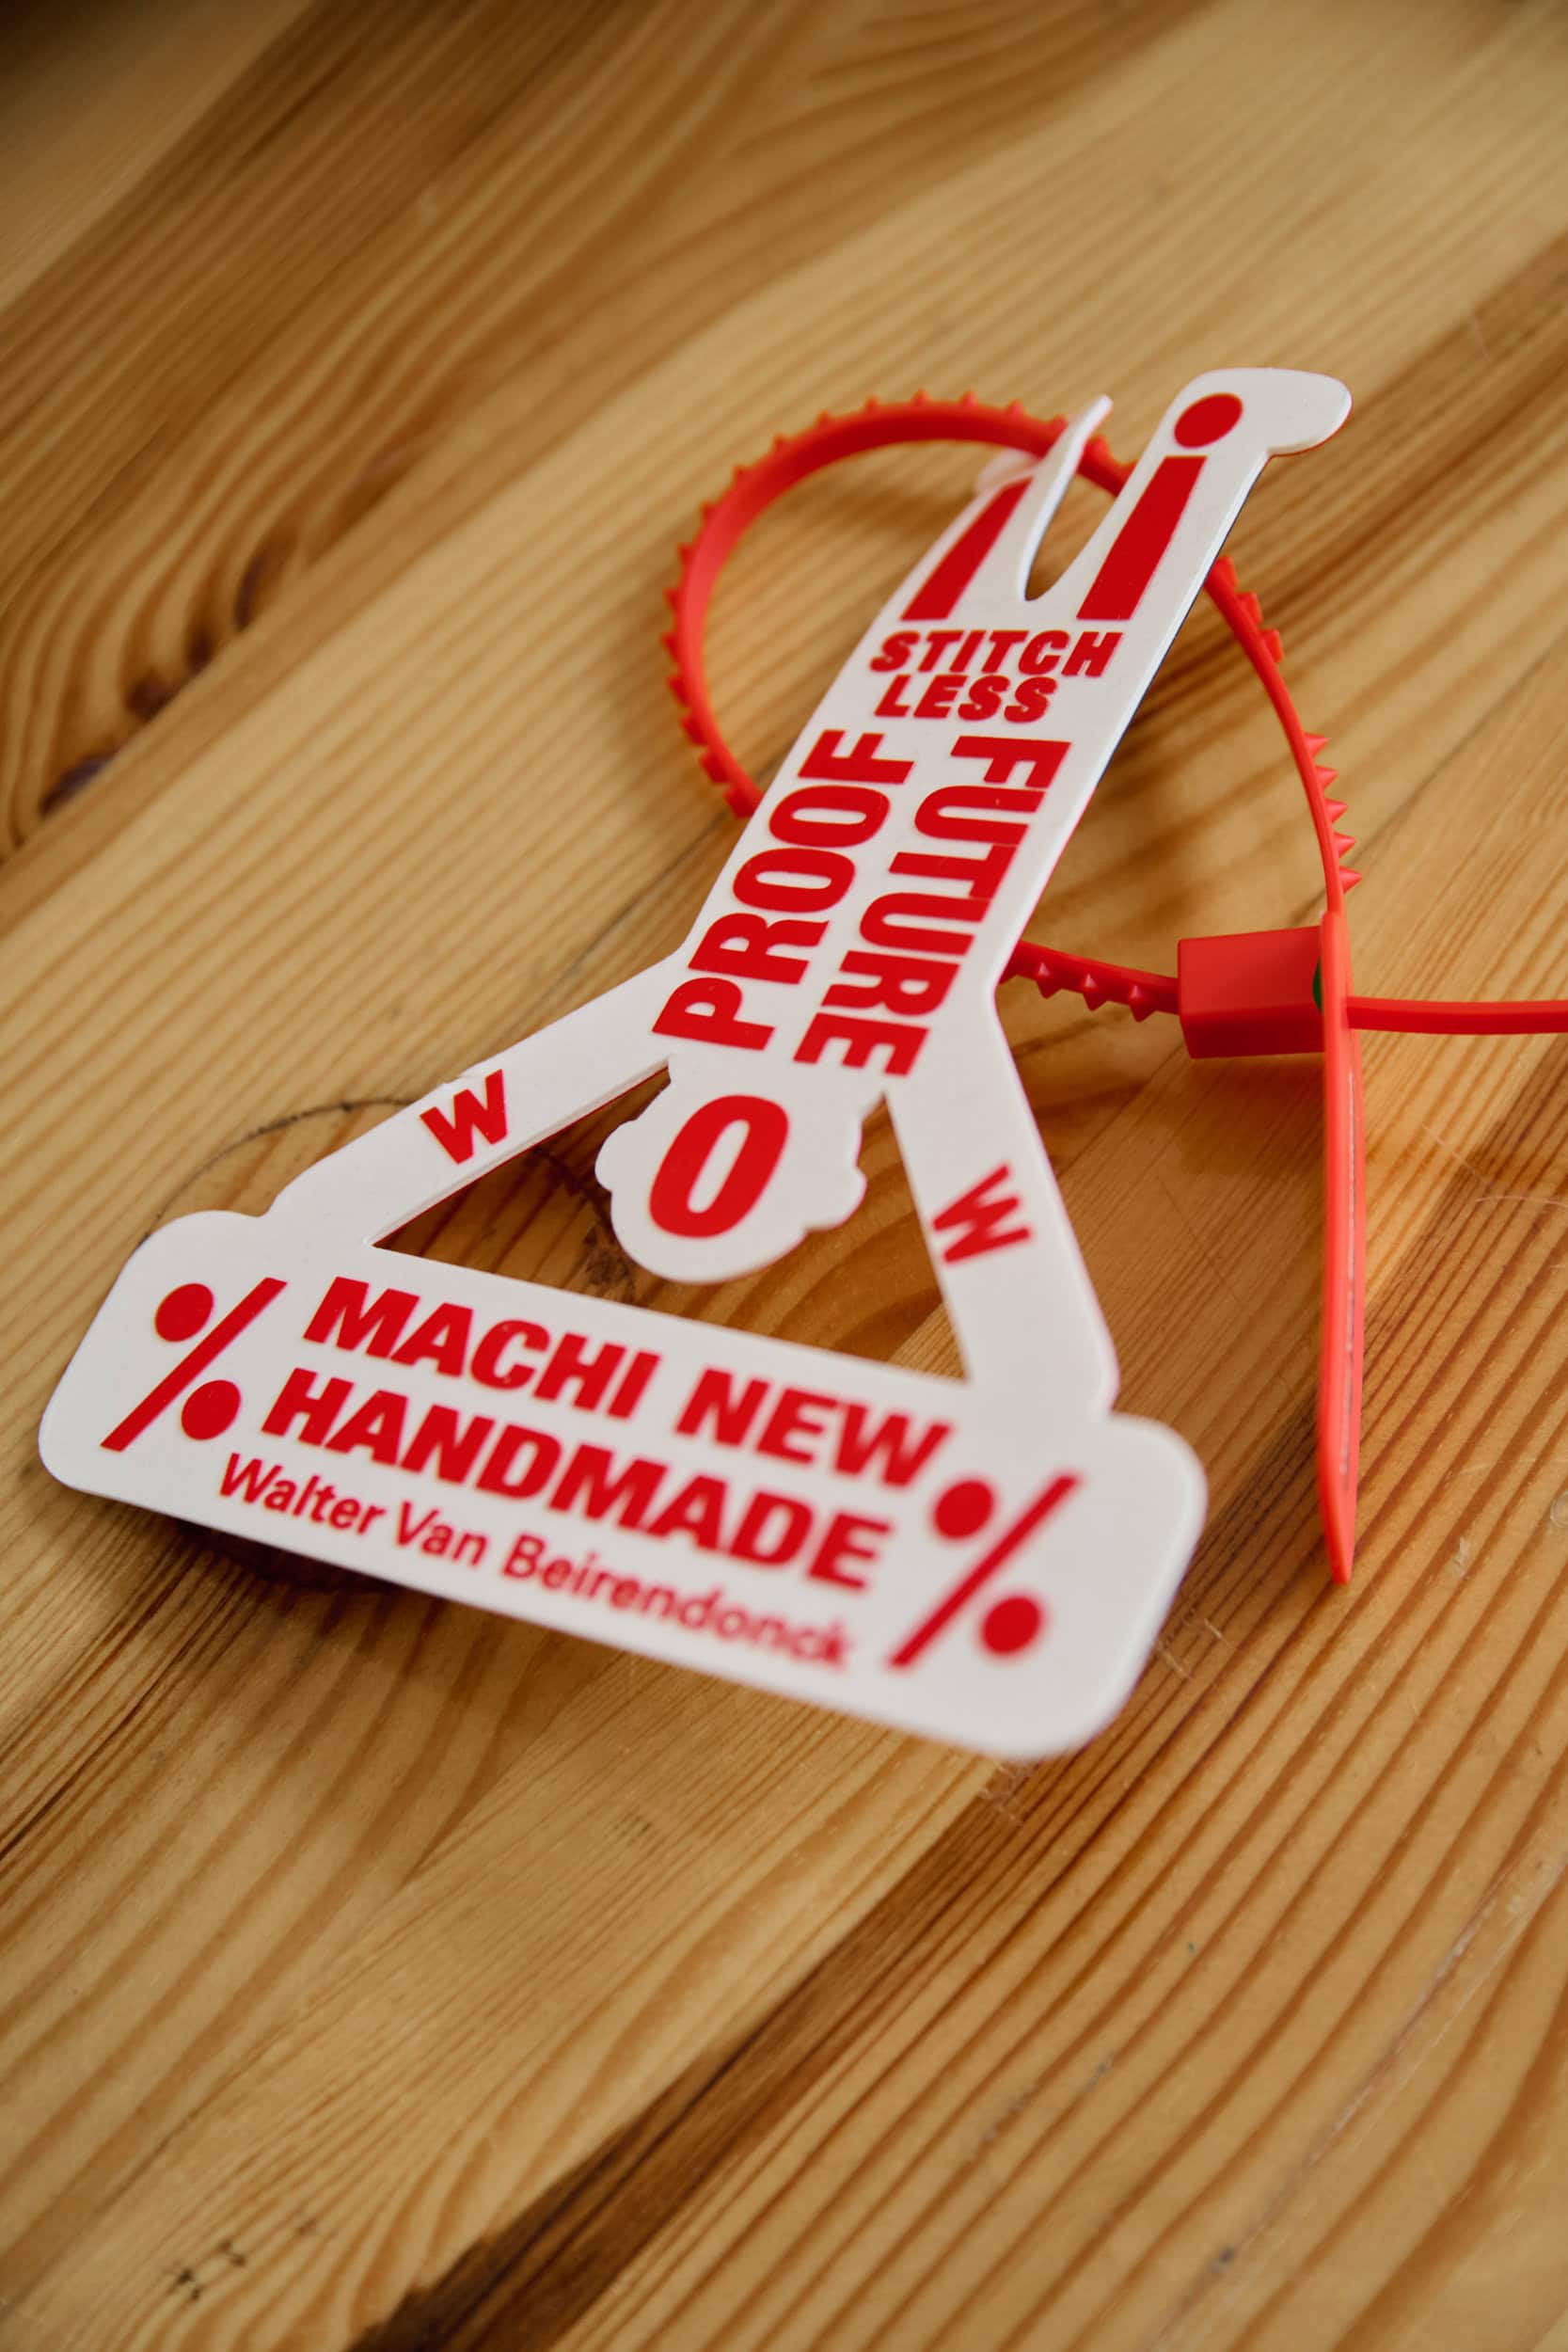 i i
STITCH
LESS
PROOF
FUTURE
W
O
W
% MACHI NEW %
HANDMADE
Walter Van Beirendonck